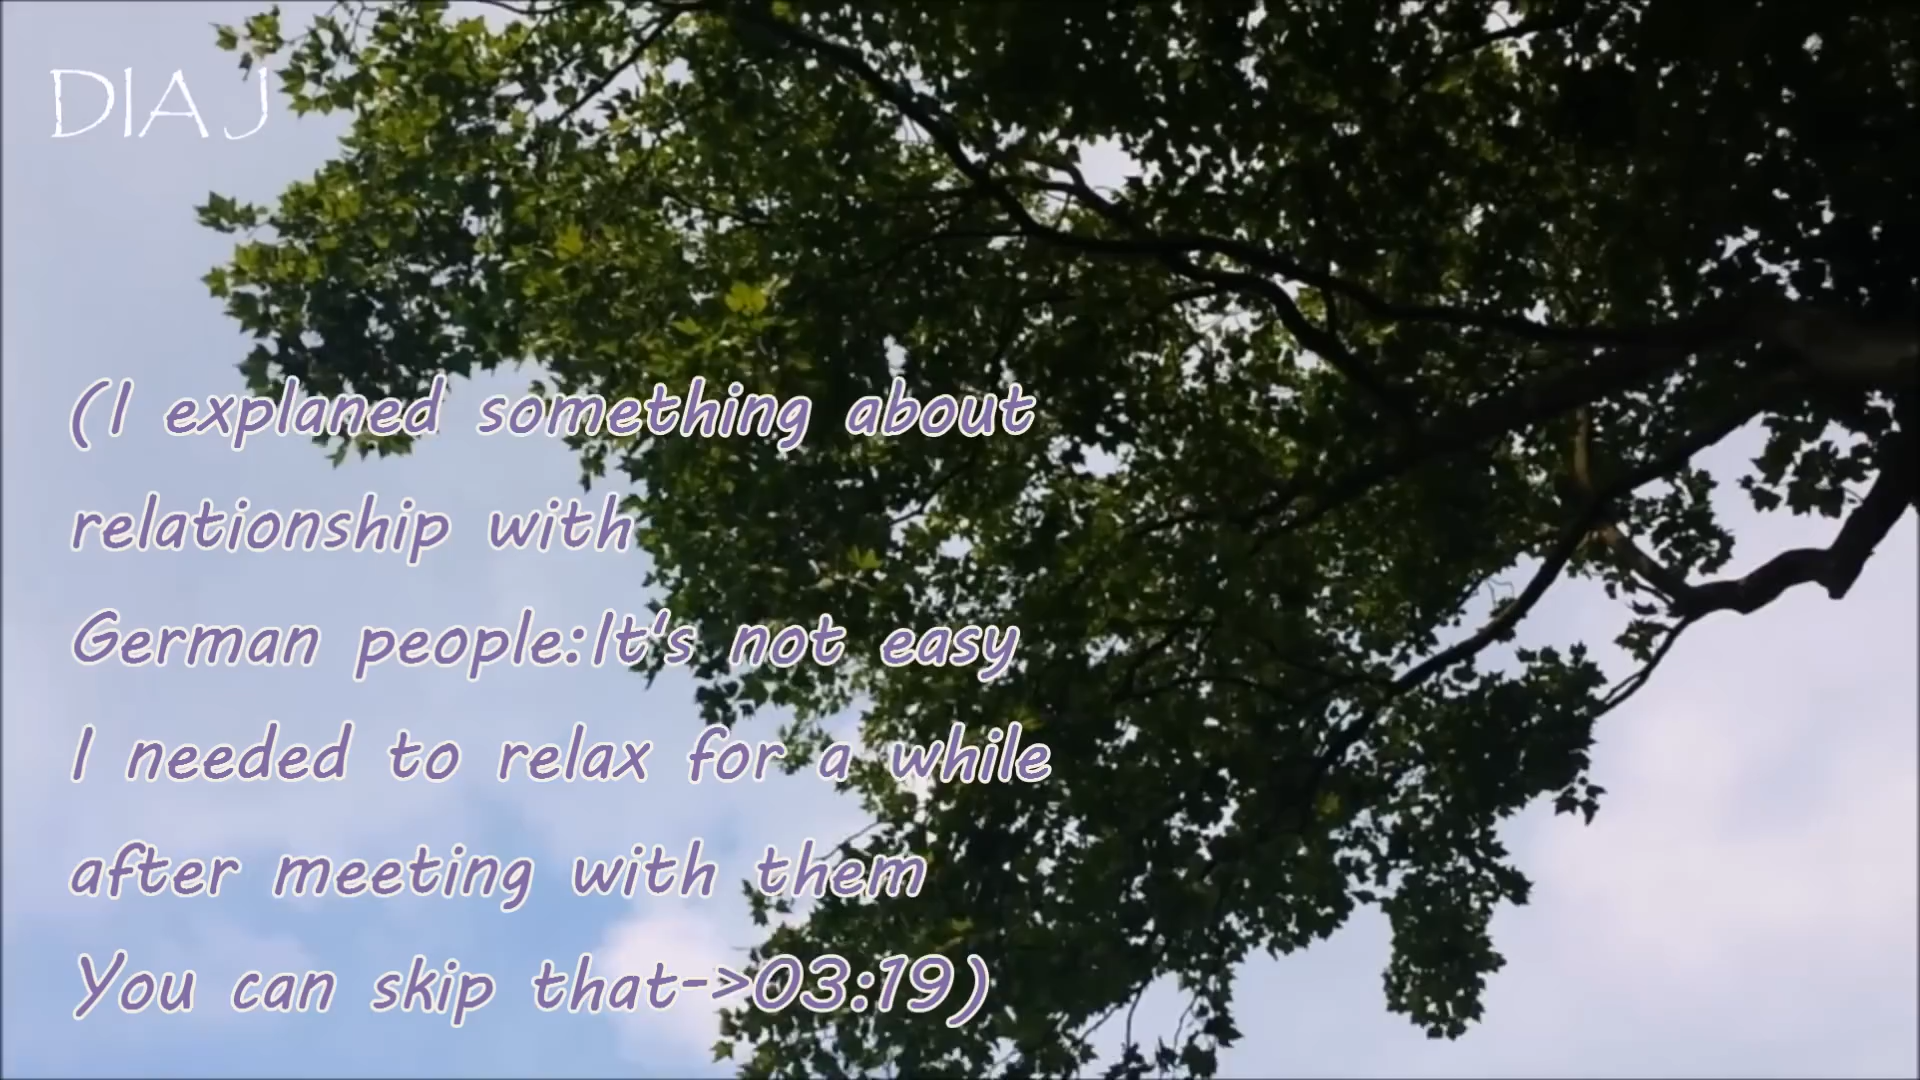 DIA J
(I explaned something about
relationship with
German people:It's not easy
I needed to relax for a while
after meeting with them
You can skip that->03:19)